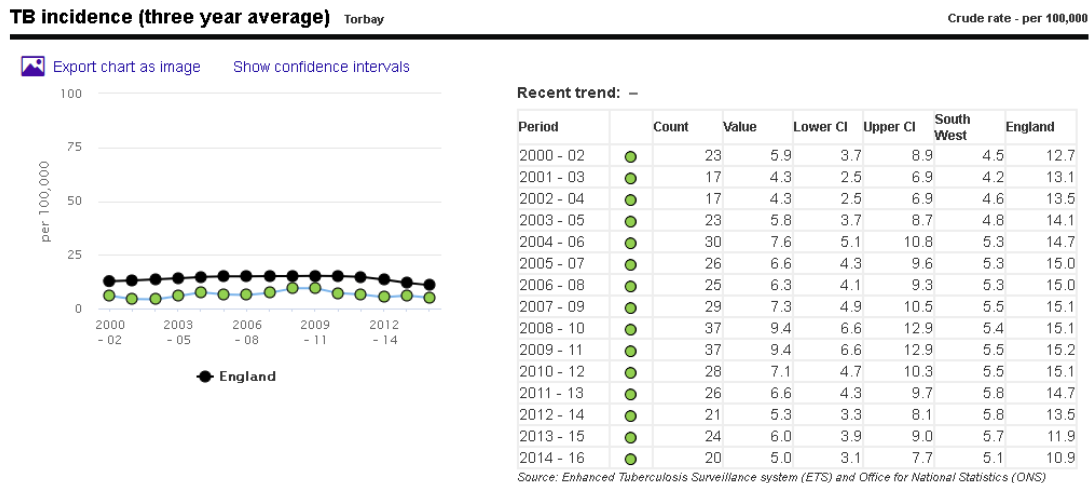 TB incidence (three year average) Torbay Crude rate - per 100,000
Export chart as image Show confidence intervals
100
75
50
25
0
per 100,000
2000 - 02
2003 - 05
2006 - 08
2009 - 11
2012 - 14
England
Recent trend: –
Period Count Value Lower CI Upper CI South West England
2000 - 02 23 5.9 3.7 8.9 4.5 12.7
2001 - 03 17 4.3 2.5 6.9 4.2 13.1
2002 - 04 17 4.3 2.5 6.9 4.6 13.5
2003 - 05 23 5.8 3.7 8.7 4.8 14.1
2004 - 06 30 7.6 5.1 10.8 5.3 14.7
2005 - 07 26 6.6 4.3 9.6 5.3 15.0
2006 - 08 25 6.3 4.1 9.3 5.3 15.0
2007 - 09 29 7.3 4.9 10.5 5.5 15.1
2008 - 10 37 9.4 6.6 12.9 5.4 15.1
2009 - 11 37 9.4 6.6 12.9 5.5 15.2
2010 - 12 28 7.1 4.7 10.3 5.5 15.1
2011 - 13 26 6.6 4.3 9.7 5.8 14.7
2012 - 14 21 5.3 3.3 8.1 5.8 13.5
2013 - 15 24 6.0 3.9 9.0 5.7 11.9
2014 - 16 20 5.0 3.1 7.7 5.1 10.9
Source: Enhanced Tuberculosis Surveillance system (ETS) and Office for National Statistics (ONS)